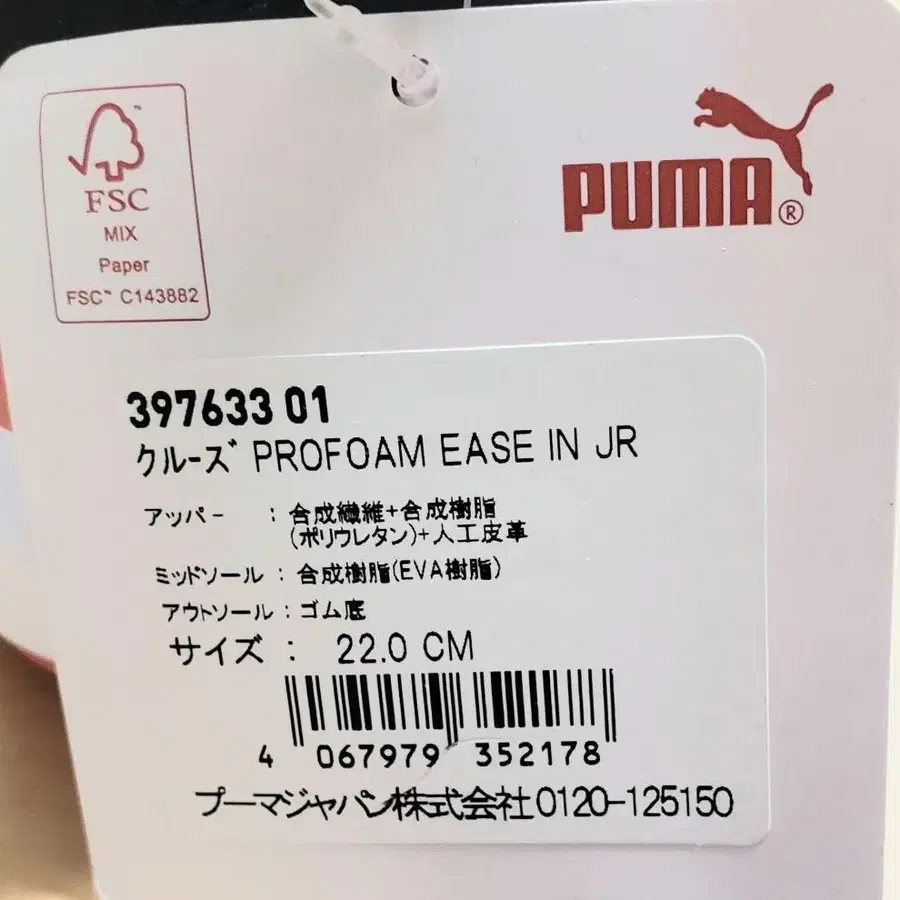 FSC
MIX
Paper
FSC™ C143882
PUMA®
397633 01
クルーズ PROFOAM EASE IN JR
アッパー : 合成繊維+合成樹脂
(ポリウレタン)+人工皮革
ミッドソール : 合成樹脂(EVA樹脂)
アウトソール : ゴム底
サイズ : 22.0 CM
4 067979 352178
プーマジャパン株式会社0120-125150